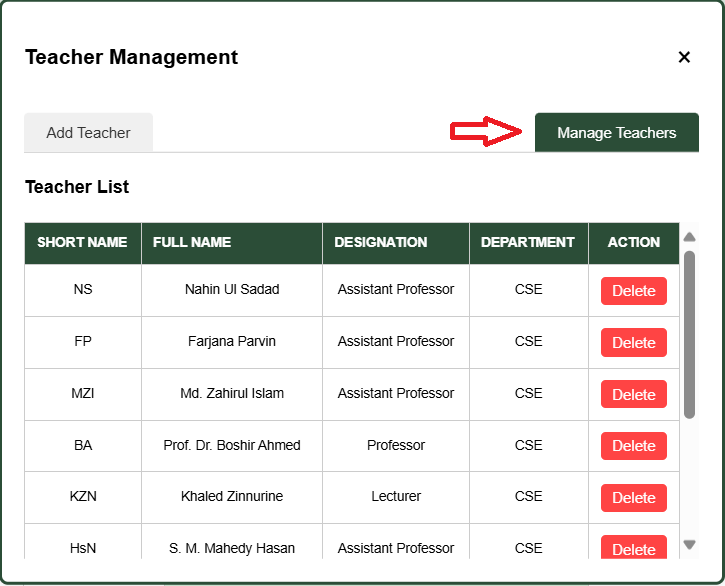 Teacher Management ×
Add Teacher Manage Teachers
Teacher List
SHORT NAME FULL NAME DESIGNATION DEPARTMENT ACTION
NS Nahin Ul Sadad Assistant Professor CSE Delete
FP Farjana Parvin Assistant Professor CSE Delete
MZI Md. Zahirul Islam Assistant Professor CSE Delete
BA Prof. Dr. Boshir Ahmed Professor CSE Delete
KZN Khaled Zinnurine Lecturer CSE Delete
HsN S. M. Mahedy Hasan Assistant Professor CSE Delete